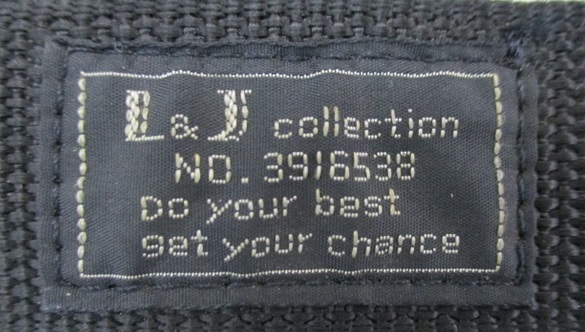 L & J collection
NO. 3916538
Do your best
get your chance